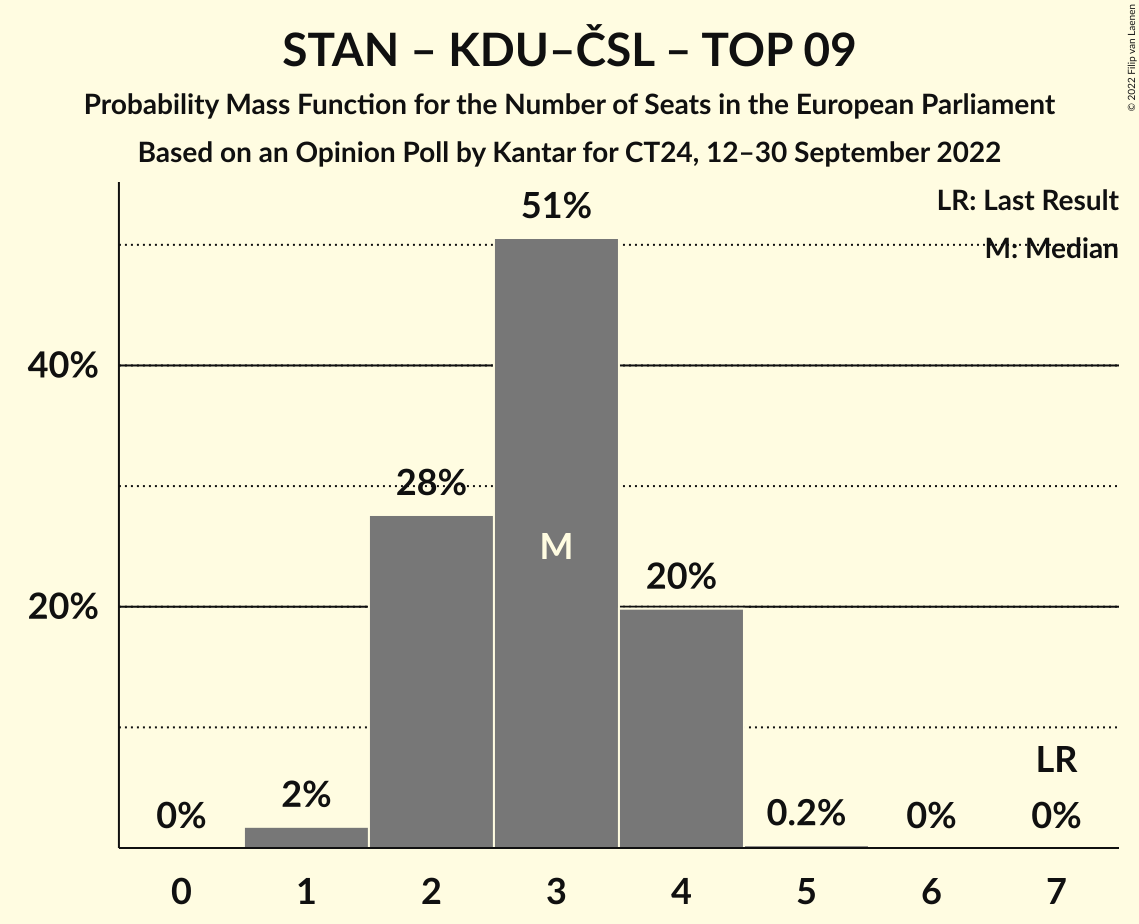 STAN – KDU–ČSL – TOP 09
Probability Mass Function for the Number of Seats in the European Parliament
Based on an Opinion Poll by Kantar for CT24, 12–30 September 2022
© 2022 Filip van Laenen
LR: Last Result
M: Median
51%
40%
28%
M
20%
20%
LR
0%
2%
0.2%
0%
0%
0 1 2 3 4 5 6 7